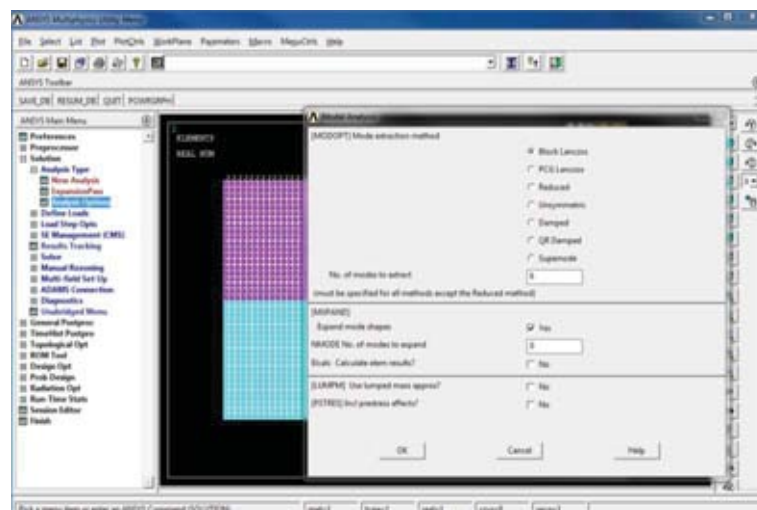 ANSYS Multiphysics Utility Menu
File Select List Plot PlotCtrls WorkPlane Parameters Macro MenuCtrls Help
ANSYS Toolbar
SAVE_DB RESUM_DB QUIT POWRGRPH
ANSYS Main Menu
Preferences
Preprocessor
Solution
Analysis Type
New Analysis
ExpansionPass
Analysis Options
Define Loads
Load Step Opts
SE Management (CMS)
Results Tracking
Solve
Manual Rezoning
Multi-field Set Up
ADAMS Connection
Diagnostics
Unabridged Menu
General Postproc
TimeHist Postpro
Topological Opt
ROM Tool
Design Opt
Prob Design
Radiation Opt
Run-Time Stats
Session Editor
Finish
1
ELEMENTS
REAL NUM
Modal Analysis
[MODOPT] Mode extraction method
Block Lanczos
PCG Lanczos
Reduced
Unsymmetric
Damped
QR Damped
Supernode
No. of modes to extract
(must be specified for all methods except the Reduced method)
[MXPAND]
Expand mode shapes Yes
NMODE No. of modes to expand
Elcalc Calculate elem results? No
[LUMPM] Use lumped mass approx? No
[PSTRES] Incl prestress effects? No
OK Cancel Help
Pick a menu item or enter an ANSYS Command (SOLUTION)